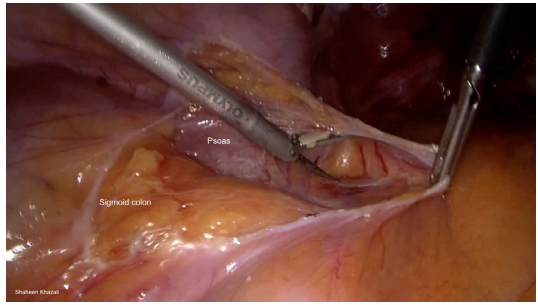 OLYMPUS
Psoas
Sigmoid colon
Shaheen Khazali